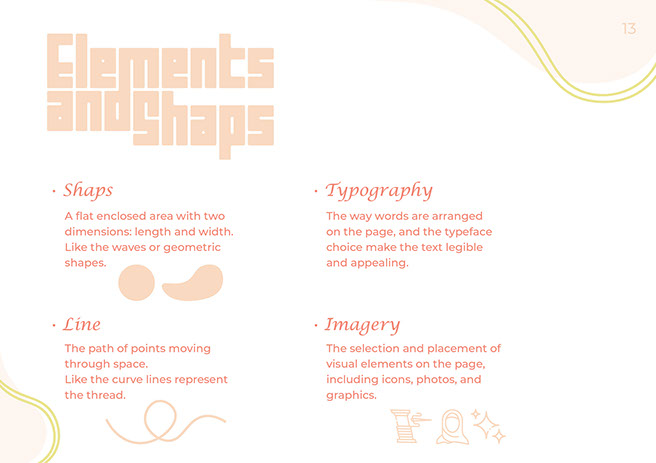 13
Elements
and shaps
· Shaps
A flat enclosed area with two
dimensions: length and width.
Like the waves or geometric
shapes.
· Typography
The way words are arranged
on the page, and the typeface
choice make the text legible
and appealing.
· Line
The path of points moving
through space.
Like the curve lines represent
the thread.
· Imagery
The selection and placement of
visual elements on the page,
including icons, photos, and
graphics.